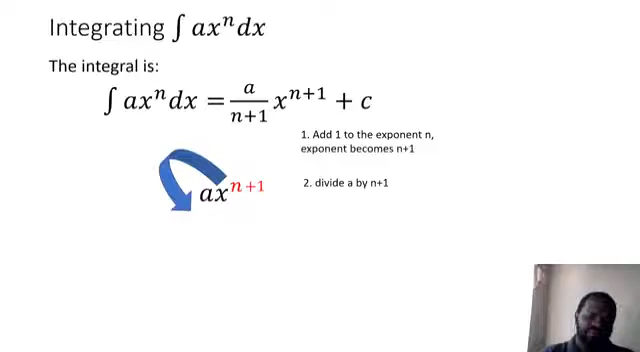 Integrating ∫ axⁿdx
The integral is:
∫ axⁿdx = a/(n+1) xⁿ⁺¹ + c
1. Add 1 to the exponent n,
exponent becomes n+1
axⁿ⁺¹
2. divide a by n+1